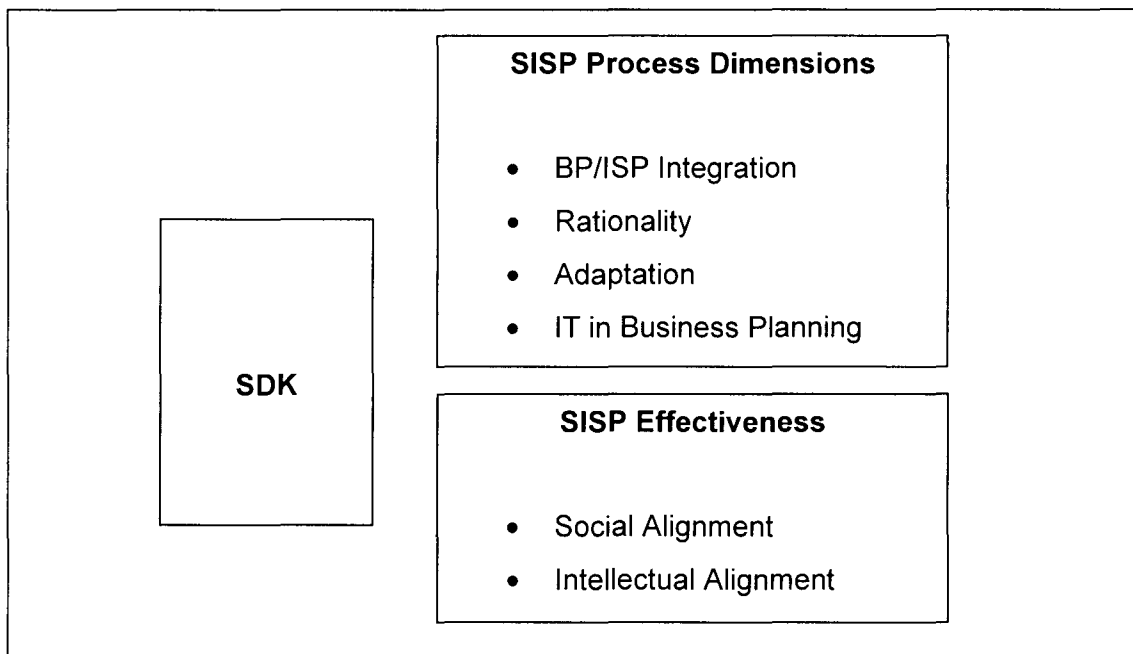 SISP Process Dimensions
• BP/ISP Integration
• Rationality
• Adaptation
• IT in Business Planning
SDK
SISP Effectiveness
• Social Alignment
• Intellectual Alignment